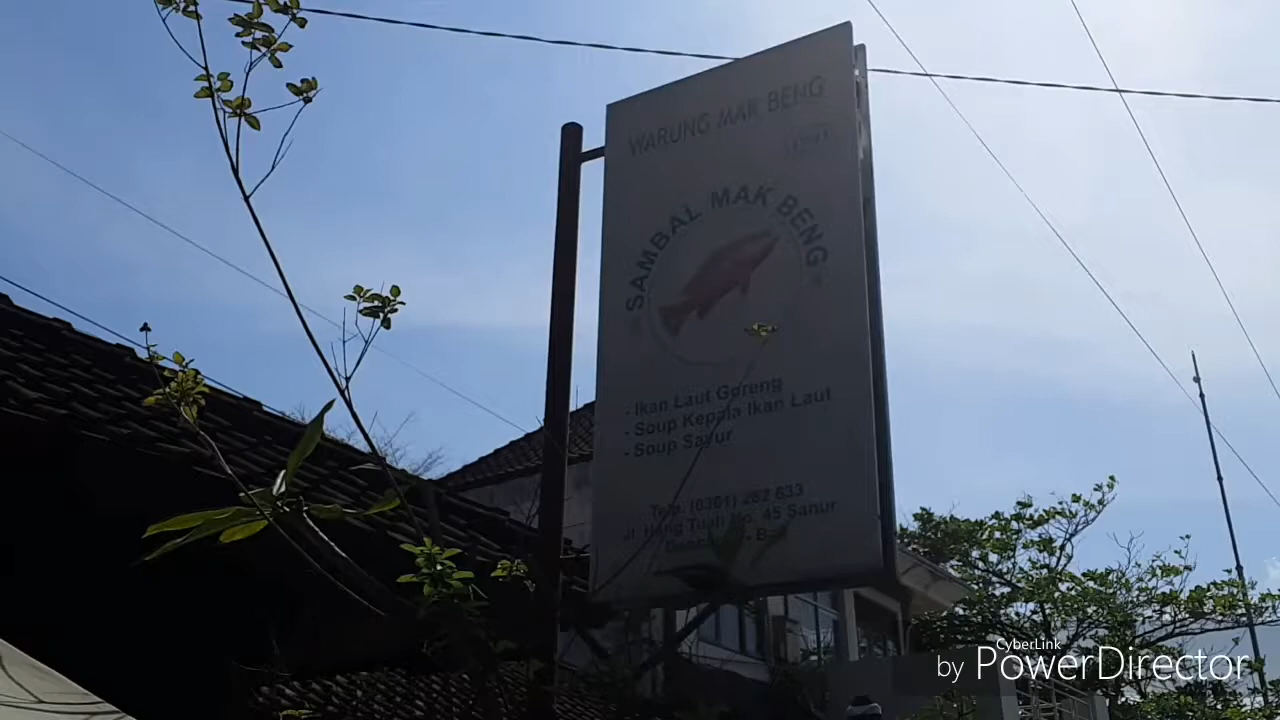 WARUNG MAK BENG
SAMBAL MAK BENG
- Ikan Laut Goreng
- Soup Kepala Ikan Laut
- Soup Sayur
Telp. (0361) 282 633
Jl. Hang Tuah No. 45 Sanur
CyberLink
by PowerDirector